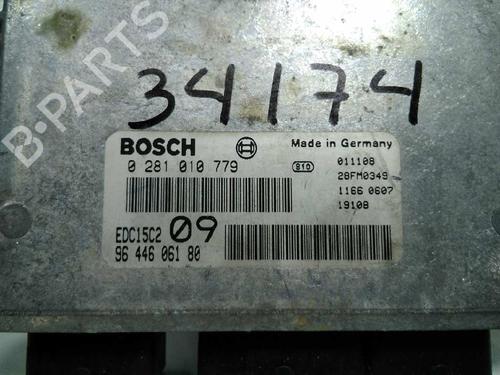 B-PARTS
34174
BOSCH
Made in Germany
0 281 010 779
810
011108
28FM0349
1166 0607
19108
EDC15C2 09
96 446 061 80